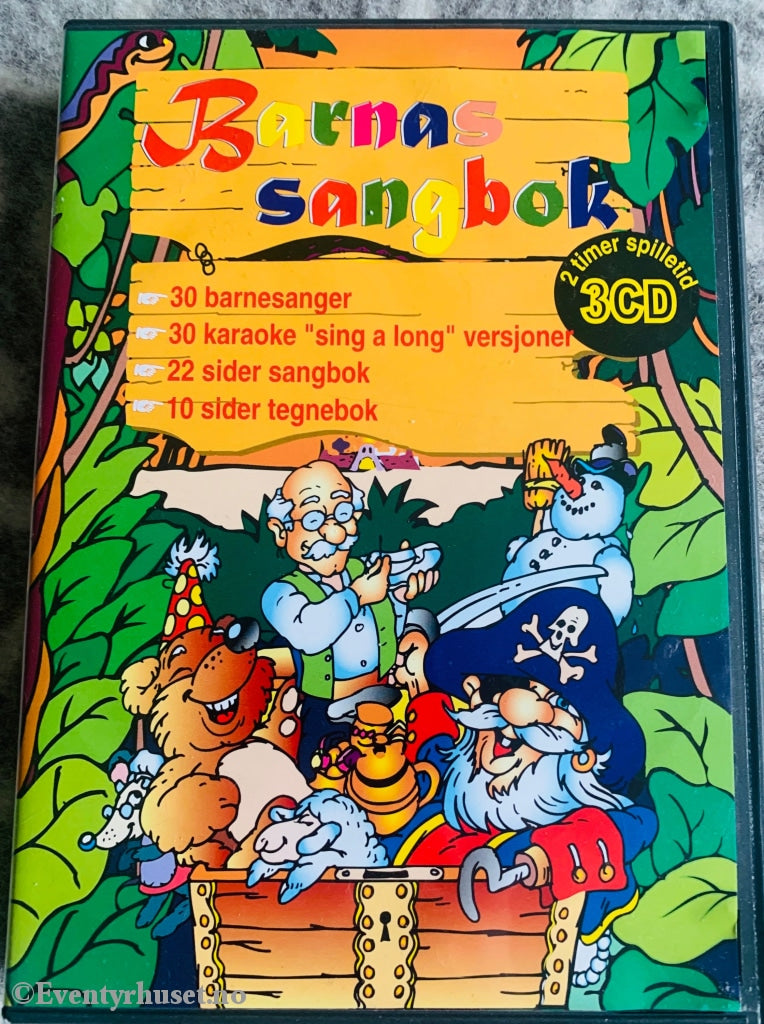 Barnas
sangbok
2 timer spilletid
3CD
30 barnesanger
30 karaoke "sing a long" versjoner
22 sider sangbok
10 sider tegnebok
©Eventyrhuset.no